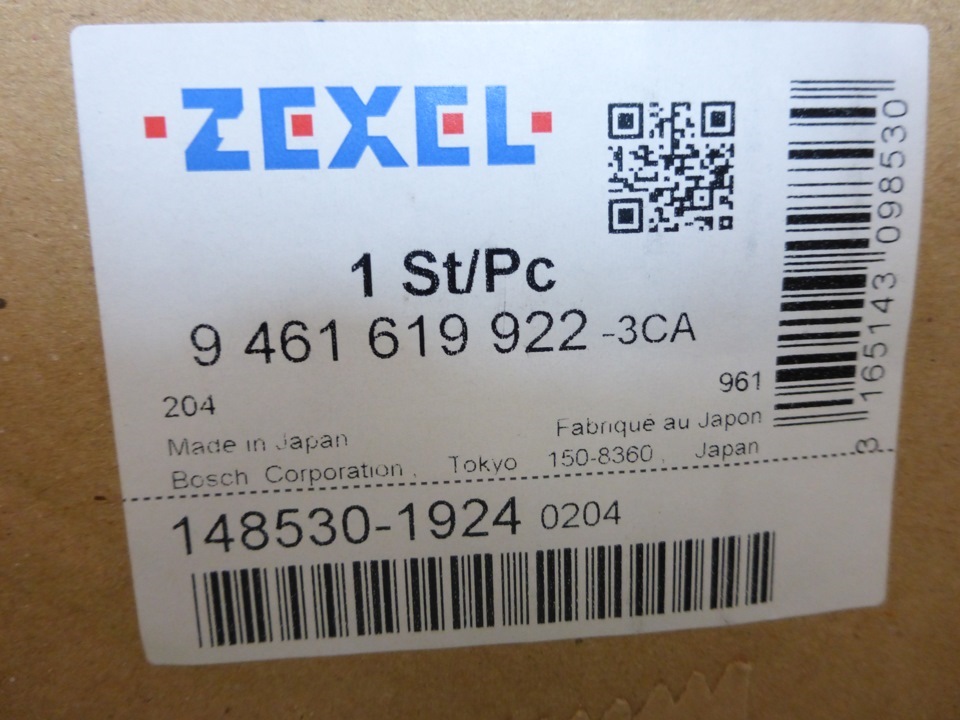 ZEXEL
1 St/Pc
9 461 619 922 -3CA
204
961
Made in Japan
Fabriqué au Japon
Bosch Corporation, Tokyo 150-8360, Japan
3 165143 098530
148530-1924 0204